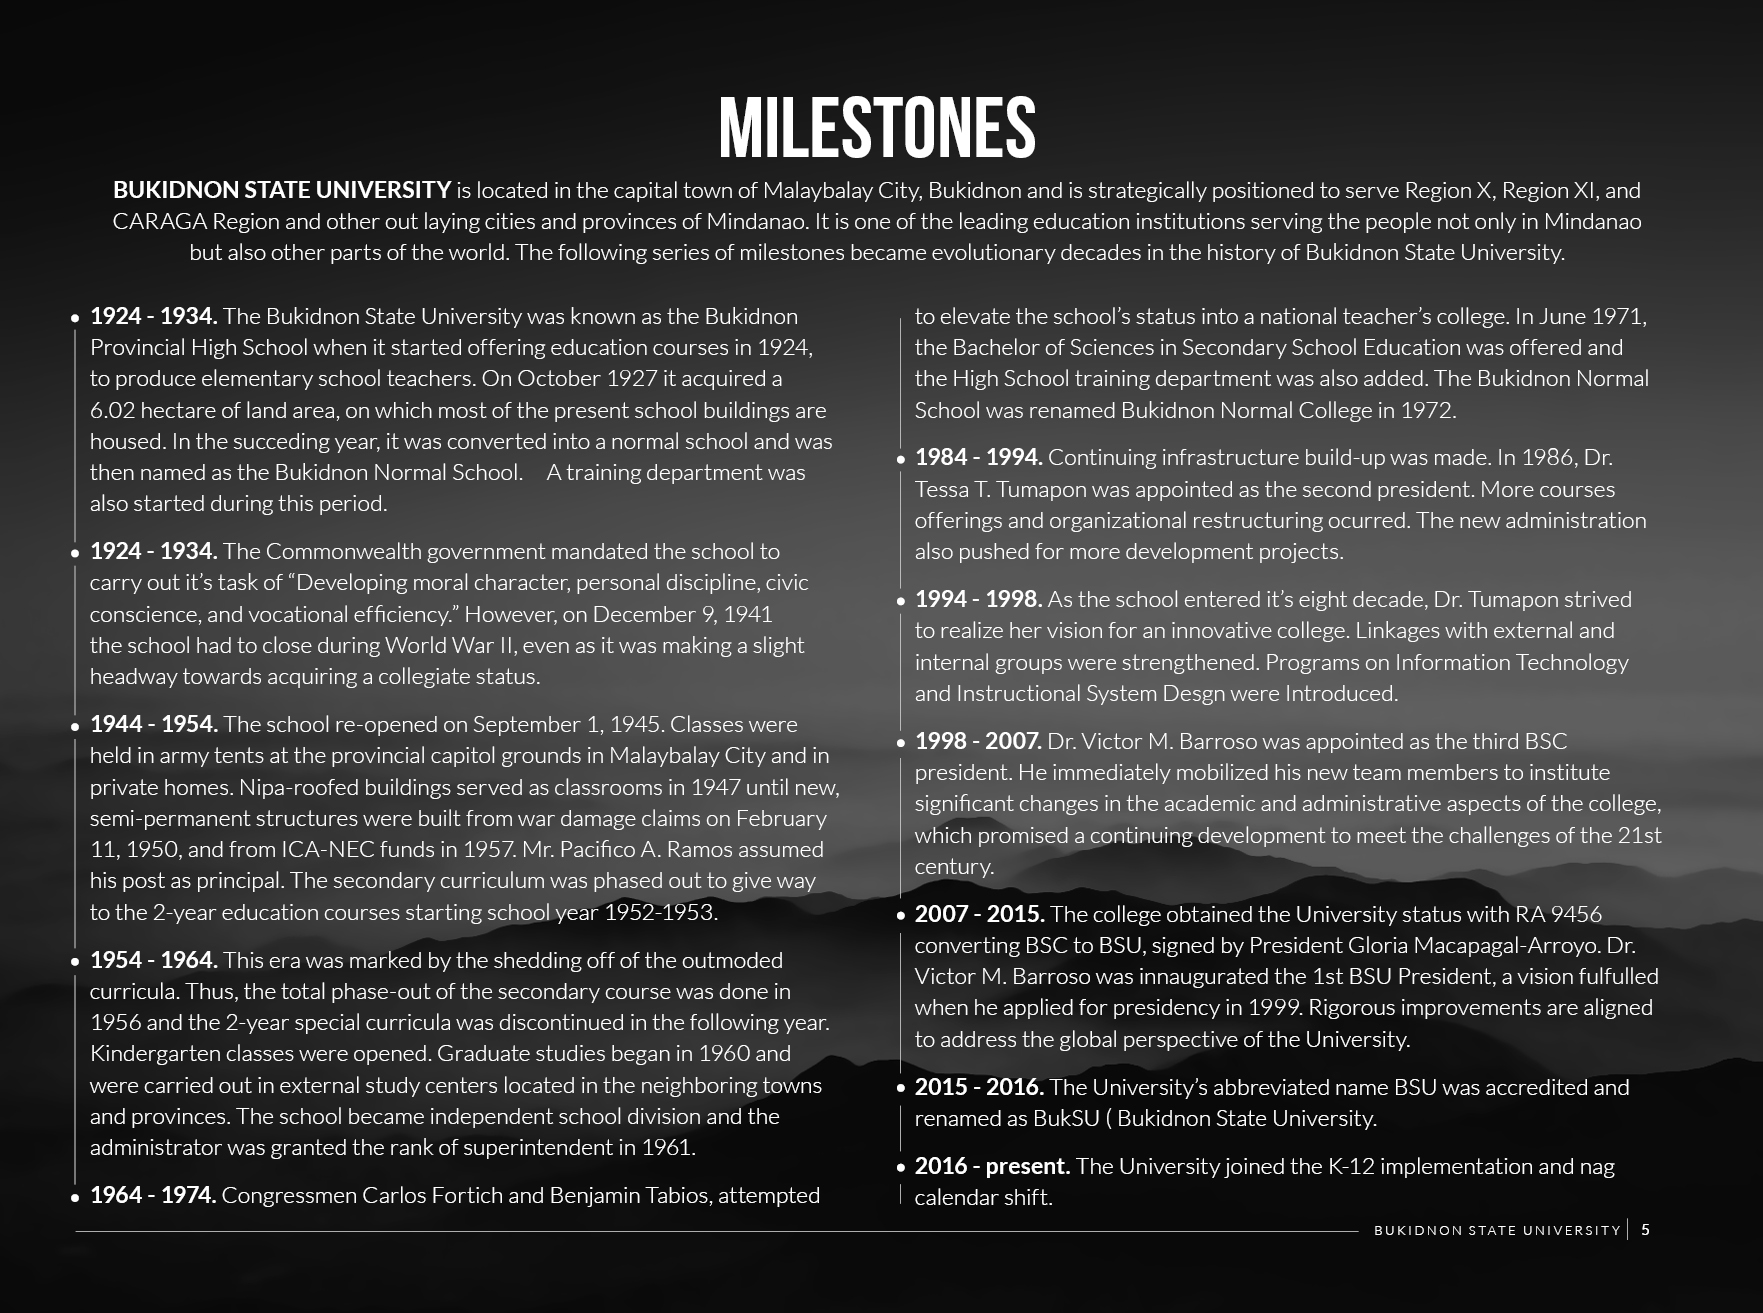 MILESTONES
BUKIDNON STATE UNIVERSITY is located in the capital town of Malaybalay City, Bukidnon and is strategically positioned to serve Region X, Region XI, and
CARAGA Region and other out laying cities and provinces of Mindanao. It is one of the leading education institutions serving the people not only in Mindanao
but also other parts of the world. The following series of milestones became evolutionary decades in the history of Bukidnon State University.
• 1924 - 1934. The Bukidnon State University was known as the Bukidnon
Provincial High School when it started offering education courses in 1924,
to produce elementary school teachers. On October 1927 it acquired a
6.02 hectare of land area, on which most of the present school buildings are
housed. In the succeding year, it was converted into a normal school and was
then named as the Bukidnon Normal School. A training department was
also started during this period.
• 1924 - 1934. The Commonwealth government mandated the school to
carry out it’s task of “Developing moral character, personal discipline, civic
conscience, and vocational efficiency.” However, on December 9, 1941
the school had to close during World War II, even as it was making a slight
headway towards acquiring a collegiate status.
• 1944 - 1954. The school re-opened on September 1, 1945. Classes were
held in army tents at the provincial capitol grounds in Malaybalay City and in
private homes. Nipa-roofed buildings served as classrooms in 1947 until new,
semi-permanent structures were built from war damage claims on February
11, 1950, and from ICA-NEC funds in 1957. Mr. Pacifico A. Ramos assumed
his post as principal. The secondary curriculum was phased out to give way
to the 2-year education courses starting school year 1952-1953.
• 1954 - 1964. This era was marked by the shedding off of the outmoded
curricula. Thus, the total phase-out of the secondary course was done in
1956 and the 2-year special curricula was discontinued in the following year.
Kindergarten classes were opened. Graduate studies began in 1960 and
were carried out in external study centers located in the neighboring towns
and provinces. The school became independent school division and the
administrator was granted the rank of superintendent in 1961.
• 1964 - 1974. Congressmen Carlos Fortich and Benjamin Tabios, attempted
to elevate the school’s status into a national teacher’s college. In June 1971,
the Bachelor of Sciences in Secondary School Education was offered and
the High School training department was also added. The Bukidnon Normal
School was renamed Bukidnon Normal College in 1972.
• 1984 - 1994. Continuing infrastructure build-up was made. In 1986, Dr.
Tessa T. Tumapon was appointed as the second president. More courses
offerings and organizational restructuring ocurred. The new administration
also pushed for more development projects.
• 1994 - 1998. As the school entered it’s eight decade, Dr. Tumapon strived
to realize her vision for an innovative college. Linkages with external and
internal groups were strengthened. Programs on Information Technology
and Instructional System Desgn were Introduced.
• 1998 - 2007. Dr. Victor M. Barroso was appointed as the third BSC
president. He immediately mobilized his new team members to institute
significant changes in the academic and administrative aspects of the college,
which promised a continuing development to meet the challenges of the 21st
century.
• 2007 - 2015. The college obtained the University status with RA 9456
converting BSC to BSU, signed by President Gloria Macapagal-Arroyo. Dr.
Victor M. Barroso was innaugurated the 1st BSU President, a vision fulfulled
when he applied for presidency in 1999. Rigorous improvements are aligned
to address the global perspective of the University.
• 2015 - 2016. The University’s abbreviated name BSU was accredited and
renamed as BukSU ( Bukidnon State University.
• 2016 - present. The University joined the K-12 implementation and nag
calendar shift.
BUKIDNON STATE UNIVERSITY | 5